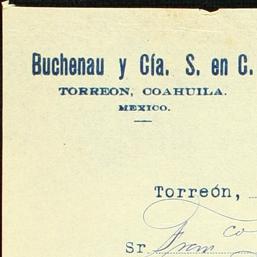 Buchenau y Cía. S. en C.
TORREON, COAHUILA.
MEXICO.
Torreón,
Sr